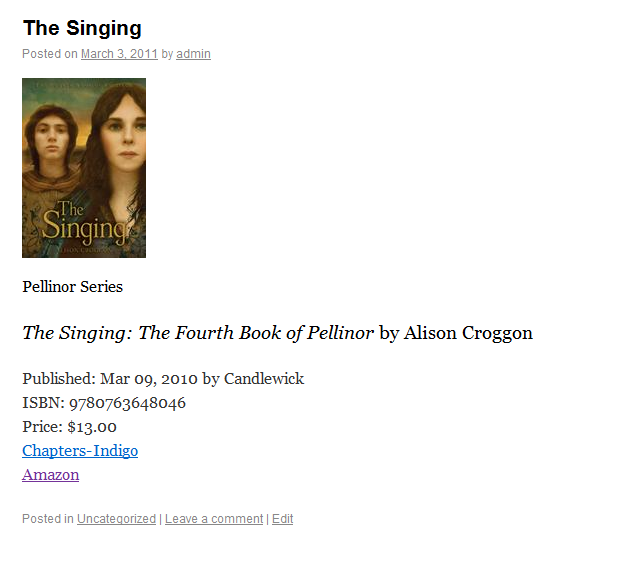 The Singing
Posted on March 3, 2011 by admin
The
Singing
Pellinor Series
The Singing: The Fourth Book of Pellinor by Alison Croggon
Published: Mar 09, 2010 by Candlewick
ISBN: 9780763648046
Price: $13.00
Chapters-Indigo
Amazon
Posted in Uncategorized | Leave a comment | Edit